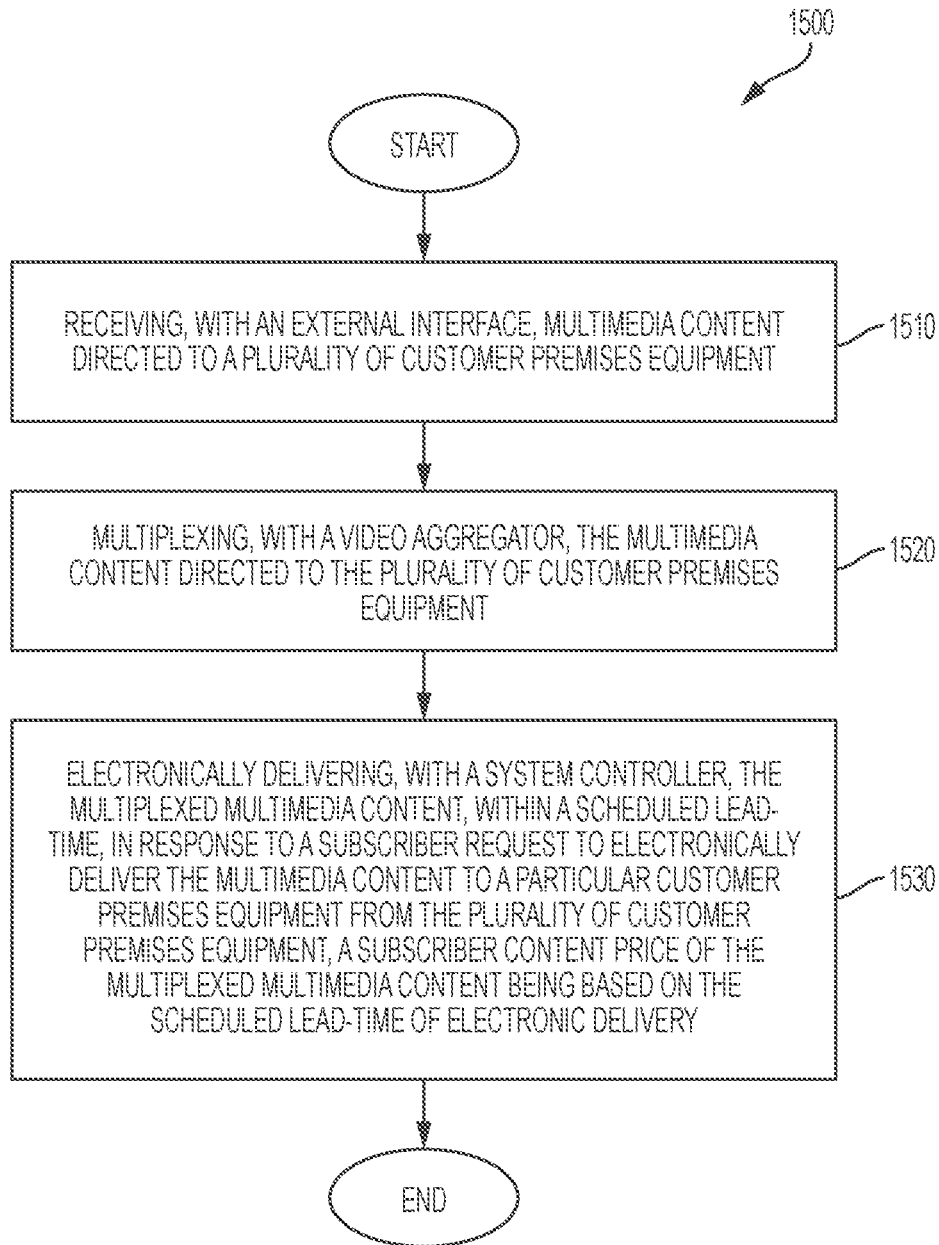 1500
START
RECEIVING, WITH AN EXTERNAL INTERFACE, MULTIMEDIA CONTENT
DIRECTED TO A PLURALITY OF CUSTOMER PREMISES EQUIPMENT
1510
MULTIPLEXING, WITH A VIDEO AGGREGATOR, THE MULTIMEDIA
CONTENT DIRECTED TO THE PLURALITY OF CUSTOMER PREMISES
EQUIPMENT
1520
ELECTRONICALLY DELIVERING, WITH A SYSTEM CONTROLLER, THE
MULTIPLEXED MULTIMEDIA CONTENT, WITHIN A SCHEDULED LEAD-
TIME, IN RESPONSE TO A SUBSCRIBER REQUEST TO ELECTRONICALLY
DELIVER THE MULTIMEDIA CONTENT TO A PARTICULAR CUSTOMER
PREMISES EQUIPMENT FROM THE PLURALITY OF CUSTOMER
PREMISES EQUIPMENT, A SUBSCRIBER CONTENT PRICE OF THE
MULTIPLEXED MULTIMEDIA CONTENT BEING BASED ON THE
SCHEDULED LEAD-TIME OF ELECTRONIC DELIVERY
1530
END